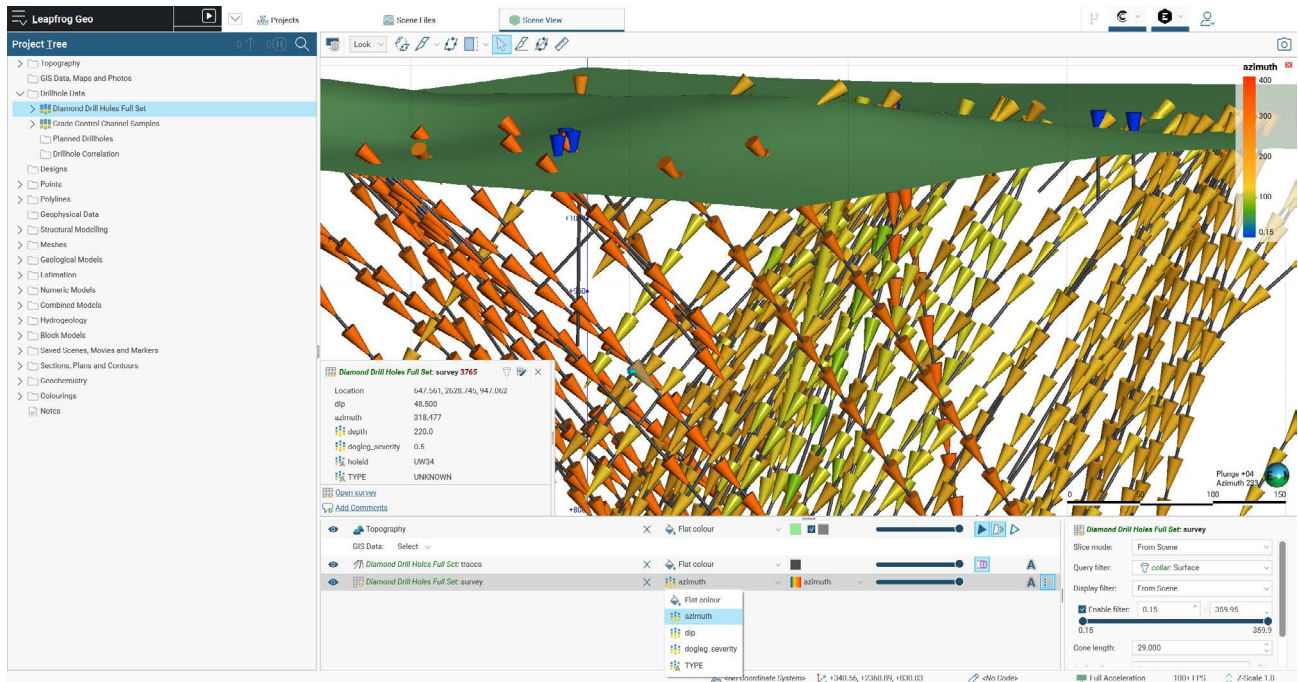 Leapfrog Geo
Projects
Scene Files
Scene View
Project Tree
0
0
Look
Topography
GIS Data, Maps and Photos
Drillhole Data
Diamond Drill Holes Full Set
Grade Control Channel Samples
Planned Drillholes
Drillhole Correlation
Designs
Points
Polylines
Geophysical Data
Structural Modelling
Meshes
Geological Models
Estimation
Numeric Models
Combined Models
Hydrogeology
Block Models
Saved Scenes, Movies and Markers
Sections, Plans and Contours
Geochemistry
Colourings
Notes
azimuth
400
300
200
100
0.15
Plunge +04
Azimuth 233
0 50 100 150
Diamond Drill Holes Full Set: survey 3765
Location 647.561, 2628.745, 947.062
dip 48.500
azimuth 318.477
depth 220.0
dogleg_severity 0.5
holeid UW34
TYPE UNKNOWN
Open survey
Add Comments
Topography Flat colour
GIS Data: Select
Diamond Drill Holes Full Set: traces Flat colour A
Diamond Drill Holes Full Set: survey azimuth azimuth A
Flat colour
azimuth
dip
dogleg_severity
TYPE
Diamond Drill Holes Full Set: survey
Slice mode: From Scene
Query filter: collar: Surface
Display filter: From Scene
Enable filter: 0.15 - 359.95
0.15 359.9
Cone length: 29.000
<No Coordinate System> +340.56, +2360.89, +830.03 <No Code> Full Acceleration 100+ FPS Z-Scale 1.0